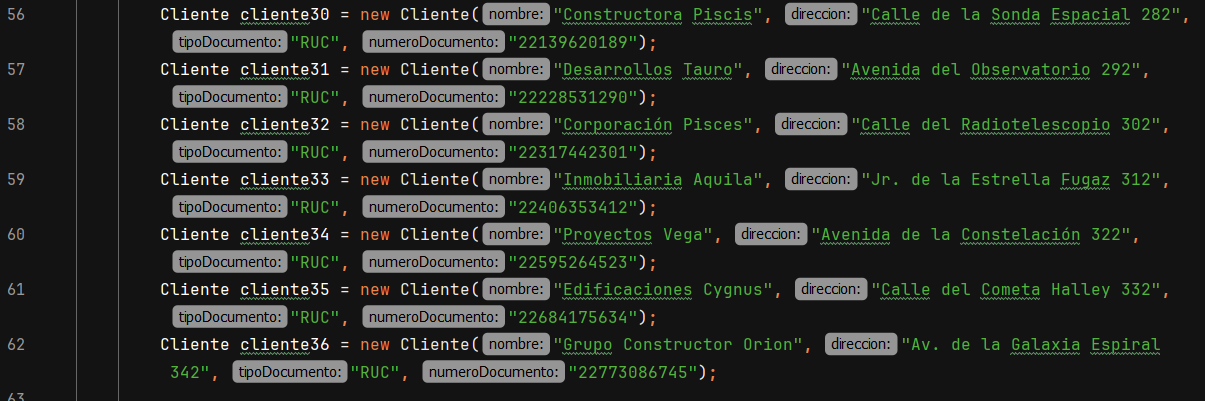 56 Cliente cliente30 = new Cliente( nombre: "Constructora Piscis", direccion: "Calle de la Sonda Espacial 282",
tipoDocumento: "RUC", numeroDocumento: "22139620189");
57 Cliente cliente31 = new Cliente( nombre: "Desarrollos Tauro", direccion: "Avenida del Observatorio 292",
tipoDocumento: "RUC", numeroDocumento: "22228531290");
58 Cliente cliente32 = new Cliente( nombre: "Corporación Pisces", direccion: "Calle del Radiotelescopio 302",
tipoDocumento: "RUC", numeroDocumento: "22317442301");
59 Cliente cliente33 = new Cliente( nombre: "Inmobiliaria Aquila", direccion: "Jr. de la Estrella Fugaz 312",
tipoDocumento: "RUC", numeroDocumento: "22406353412");
60 Cliente cliente34 = new Cliente( nombre: "Proyectos Vega", direccion: "Avenida de la Constelación 322",
tipoDocumento: "RUC", numeroDocumento: "22595264523");
61 Cliente cliente35 = new Cliente( nombre: "Edificaciones Cygnus", direccion: "Calle del Cometa Halley 332",
tipoDocumento: "RUC", numeroDocumento: "22684175634");
62 Cliente cliente36 = new Cliente( nombre: "Grupo Constructor Orion", direccion: "Av. de la Galaxia Espiral
342", tipoDocumento: "RUC", numeroDocumento: "22773086745");
63